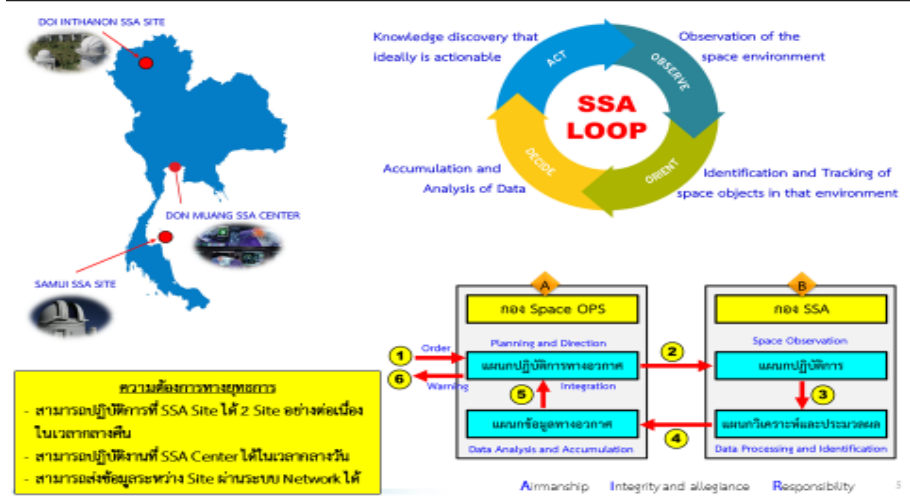 DOI INTHANON SSA SITE
DON MUANG SSA CENTER
SAMUI SSA SITE
Knowledge discovery that
ideally is actionable
Observation of the
space environment
ACT
OBSERVE
SSA
LOOP
DECIDE
ORIENT
Accumulation and
Analysis of Data
Identification and Tracking of
space objects in that environment
A
กอง Space OPS
Planning and Direction
1
Order
แผนกปฏิบัติการทางอวกาศ
6
Warning
Integration
5
แผนกข้อมูลทางอวกาศ
Data Analysis and Accumulation
2
4
B
กอง SSA
Space Observation
แผนกปฏิบัติการ
3
แผนกวิเคราะห์และประมวลผล
Data Processing and Identification
ความต้องการทางยุทธการ
- สามารถปฏิบัติการที่ SSA Site ได้ 2 Site อย่างต่อเนื่อง
ในเวลากลางคืน
- สามารถปฏิบัติงานที่ SSA Center ได้ในเวลากลางวัน
- สามารถส่งข้อมูลระหว่าง Site ผ่านระบบ Network ได้
Airmanship Integrity and allegiance Responsibility
5